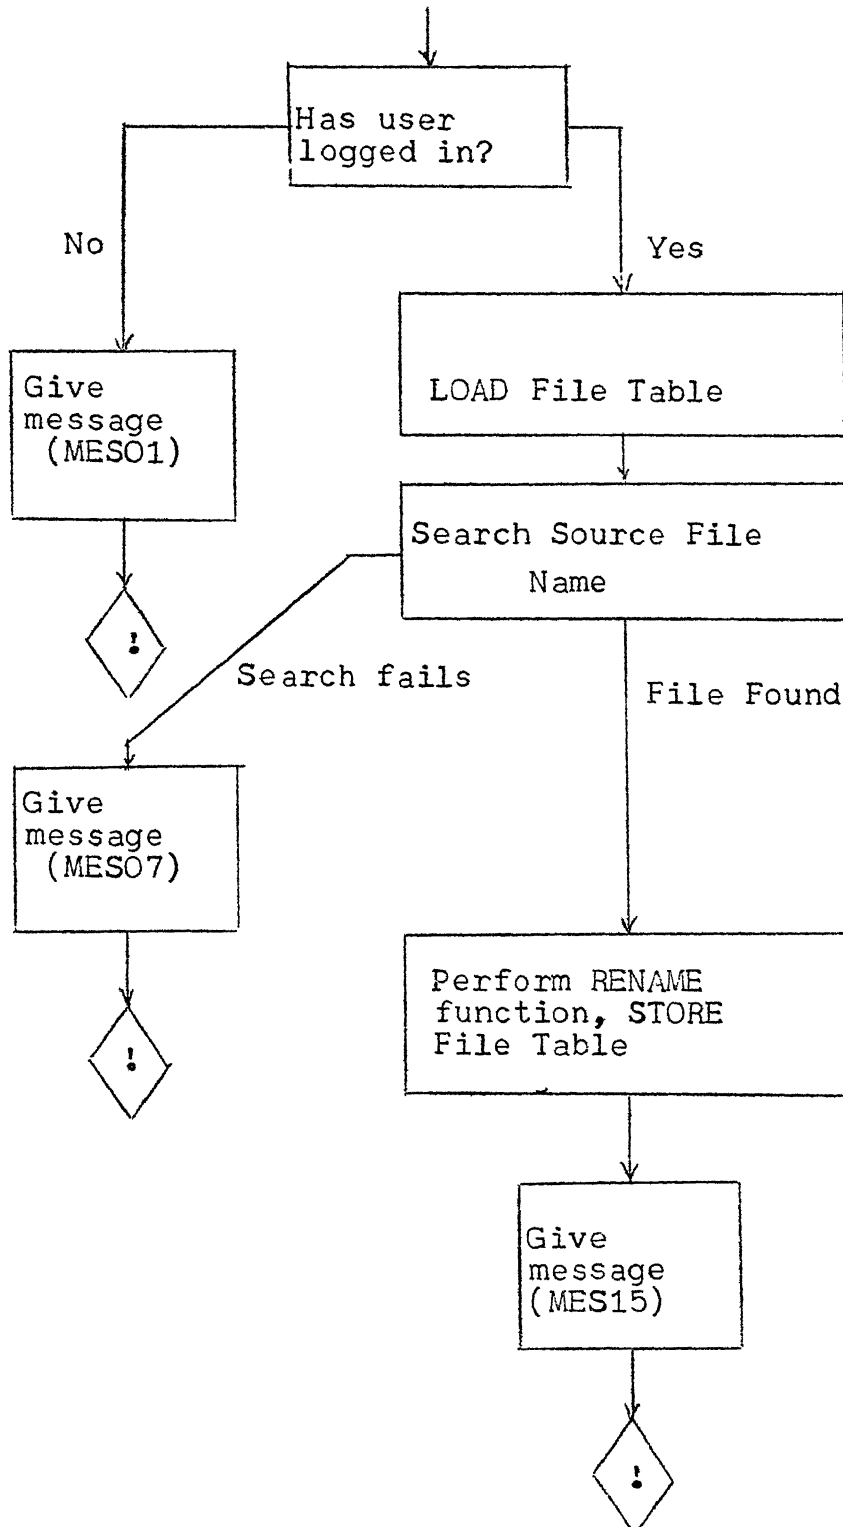 Has user
logged in?
No
Yes
Give
message
(MES01)
LOAD File Table
Search Source File
Name
!
Search fails
File Found
Give
message
(MES07)
!
Perform RENAME
function, STORE
File Table
Give
message
(MES15)
!